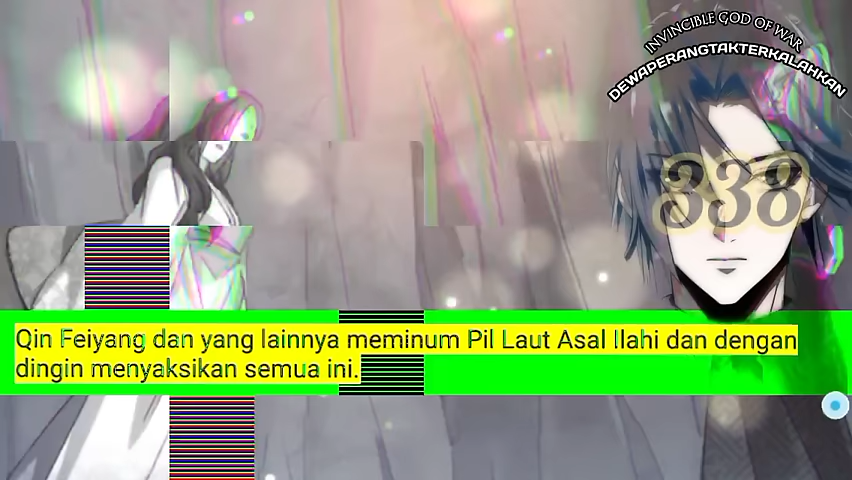 INVINCIBLE GOD OF WAR
DEWAPERANGTAKTERKALAHKAN
338
Qin Feiyang dan yang lainnya meminum Pil Laut Asal Ilahi dan dengan
dingin menyaksikan semua ini.